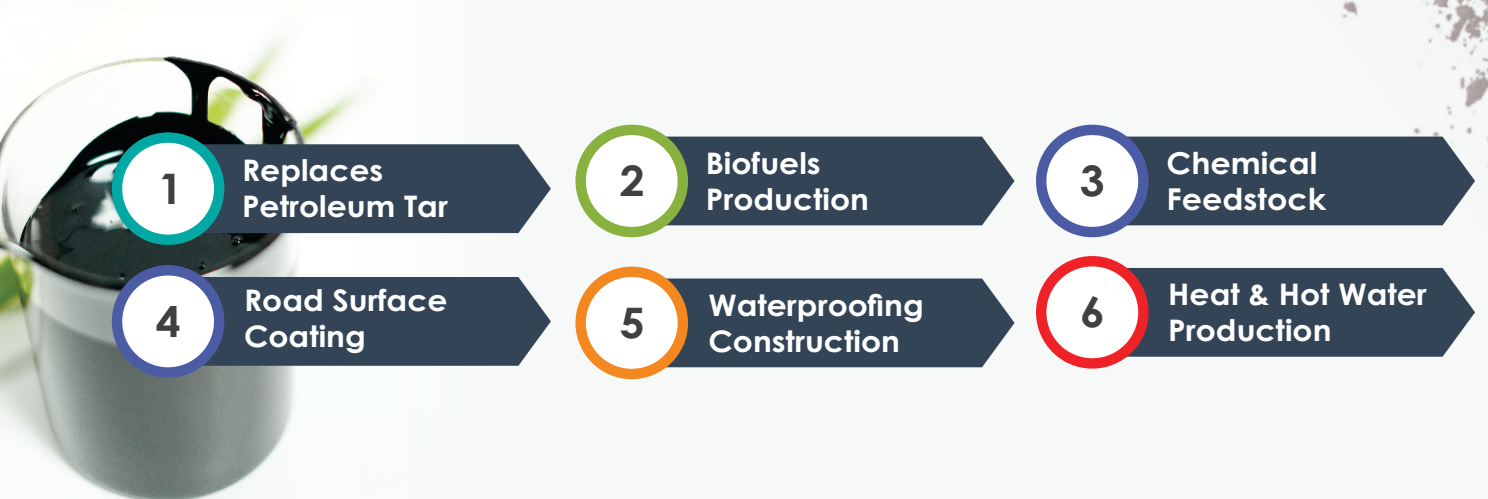 1
Replaces
Petroleum Tar
2
Biofuels
Production
3
Chemical
Feedstock
4
Road Surface
Coating
5
Waterproofing
Construction
6
Heat & Hot Water
Production